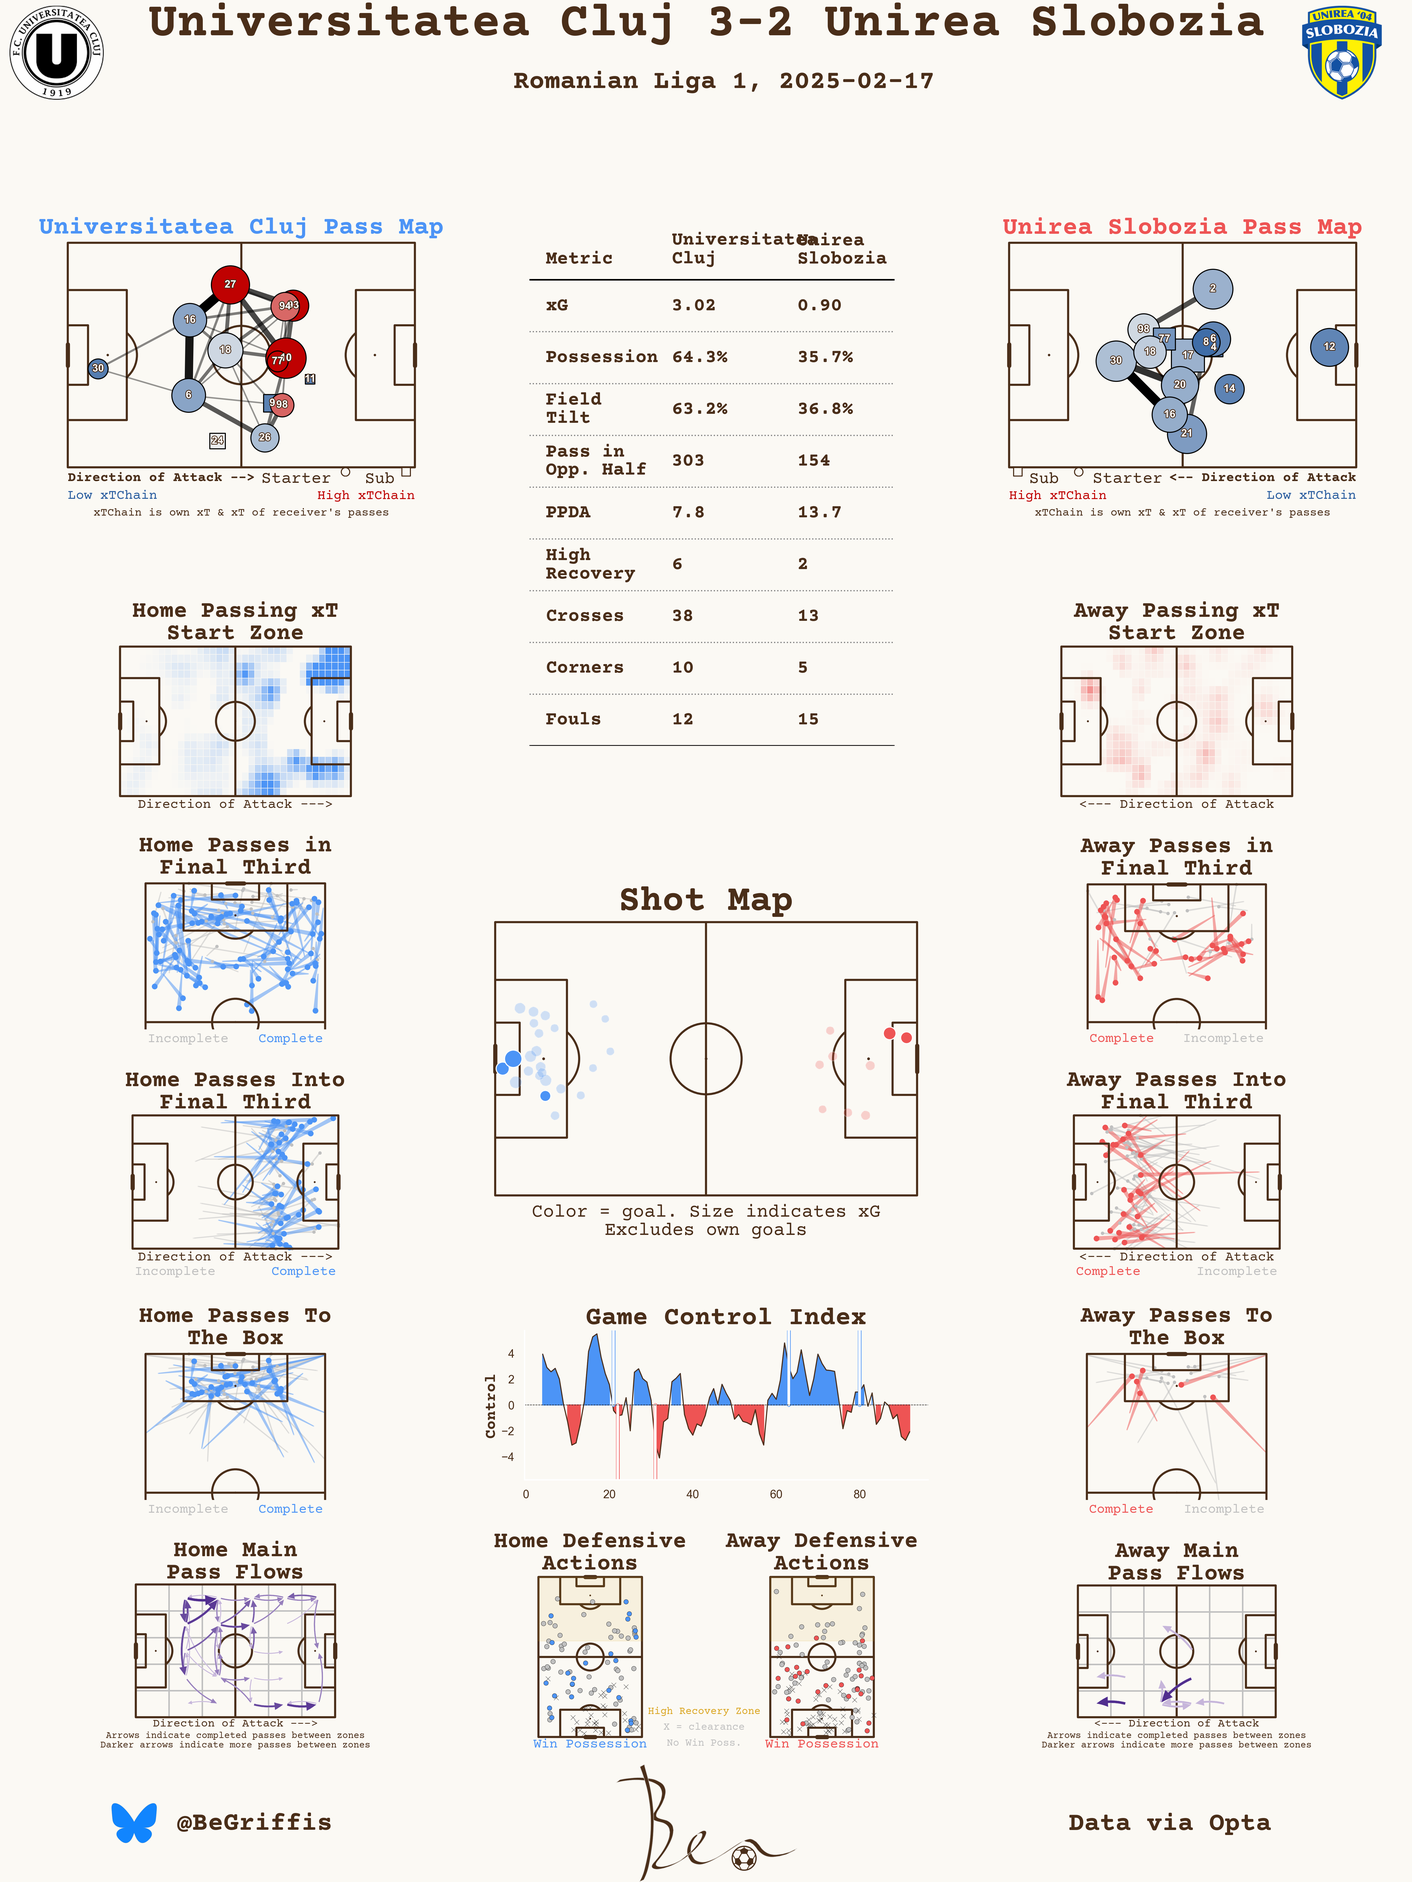 Universitatea Cluj 3-2 Unirea Slobozia
Romanian Liga 1, 2025-02-17
F.C. UNIVERSITATEA CLUJ
U
1919
UNIREA '04
SLOBOZIA
Universitatea Cluj Pass Map
27
94
16
18
77
30
6
98
26
24
11
Direction of Attack --> Starter Sub
Low xTChain High xTChain
xTChain is own xT & xT of receiver's passes
Metric Universitatea Cluj Unirea Slobozia
xG 3.02 0.90
Possession 64.3% 35.7%
Field Tilt 63.2% 36.8%
Pass in Opp. Half 303 154
PPDA 7.8 13.7
High Recovery 6 2
Crosses 38 13
Corners 10 5
Fouls 12 15
Unirea Slobozia Pass Map
2
98
77
18
30
17
8
6
4
12
20
14
16
21
Sub Starter <-- Direction of Attack
High xTChain Low xTChain
xTChain is own xT & xT of receiver's passes
Home Passing xT
Start Zone
Direction of Attack --->
Away Passing xT
Start Zone
<--- Direction of Attack
Home Passes in
Final Third
Incomplete Complete
Shot Map
Color = goal. Size indicates xG
Excludes own goals
Away Passes in
Final Third
Complete Incomplete
Home Passes Into
Final Third
Direction of Attack --->
Incomplete Complete
Away Passes Into
Final Third
<--- Direction of Attack
Complete Incomplete
Home Passes To
The Box
Incomplete Complete
Game Control Index
Control
4
2
0
−2
−4
0 20 40 60 80
Away Passes To
The Box
Complete Incomplete
Home Main
Pass Flows
Direction of Attack --->
Arrows indicate completed passes between zones
Darker arrows indicate more passes between zones
Home Defensive
Actions
Win Possession
Away Defensive
Actions
Win Possession
High Recovery Zone
X = clearance
No Win Poss.
Away Main
Pass Flows
<--- Direction of Attack
Arrows indicate completed passes between zones
Darker arrows indicate more passes between zones
@BeGriffis
Ben
Data via Opta